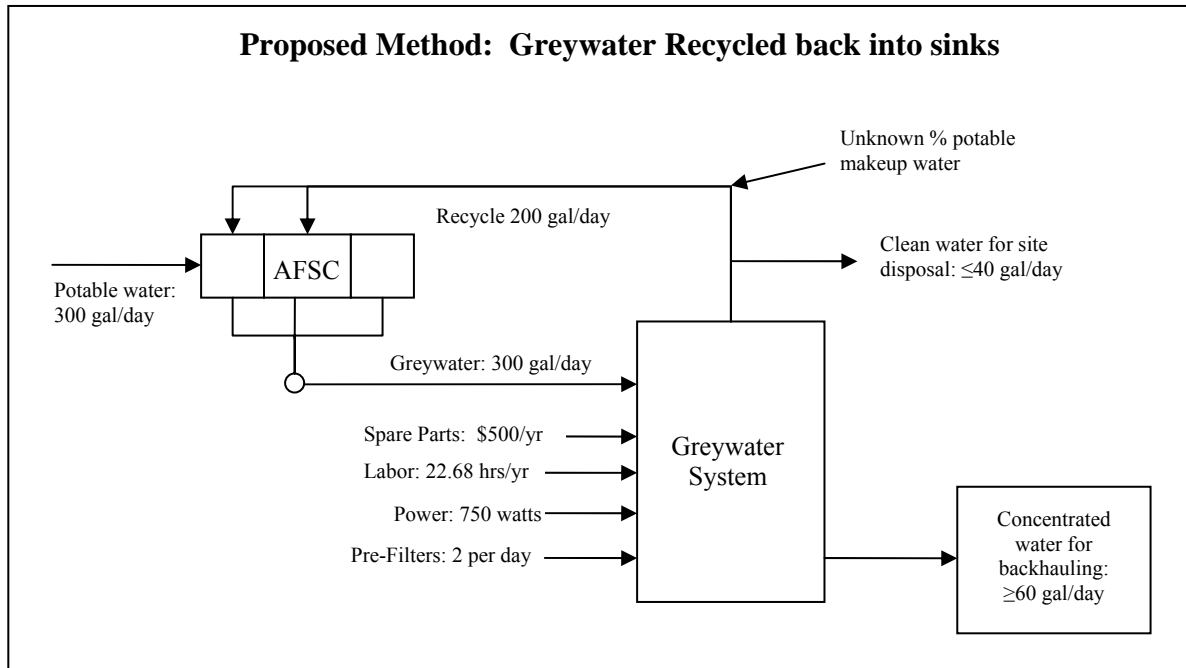 Proposed Method:  Greywater Recycled back into sinks
Unknown % potable
makeup water
Recycle 200 gal/day
Clean water for site
disposal: ≤40 gal/day
AFSC
Potable water:
300 gal/day
Greywater: 300 gal/day
Spare Parts:  $500/yr
Labor: 22.68 hrs/yr
Power: 750 watts
Pre-Filters: 2 per day
Greywater
System
Concentrated
water for
backhauling:
≥60 gal/day